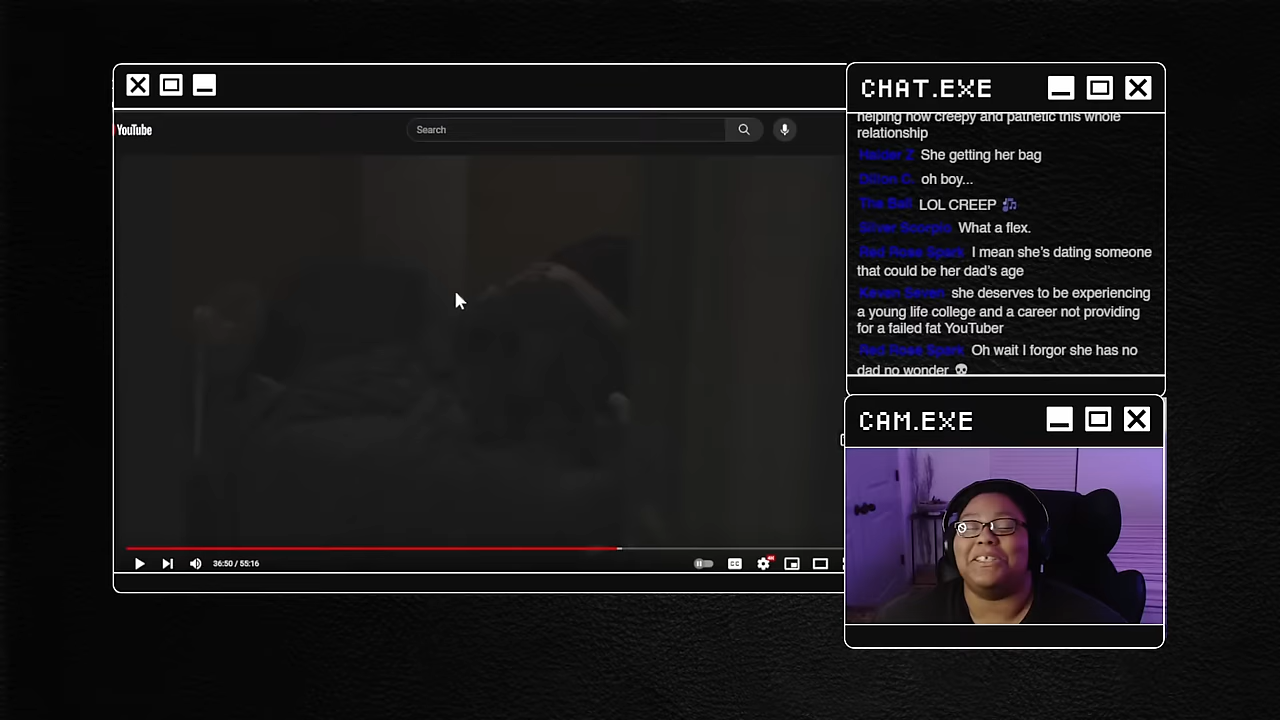 CHAT.EXE
YouTube
Search
helping how creepy and pathetic this whole
relationship
She getting her bag
oh boy...
LOL CREEP
What a flex.
I mean she's dating someone
that could be her dad's age
she deserves to be experiencing
a young life college and a career not providing
for a failed fat YouTuber
Oh wait I forgor she has no
dad no wonder
CAM.EXE
36:50 / 55:16
CC